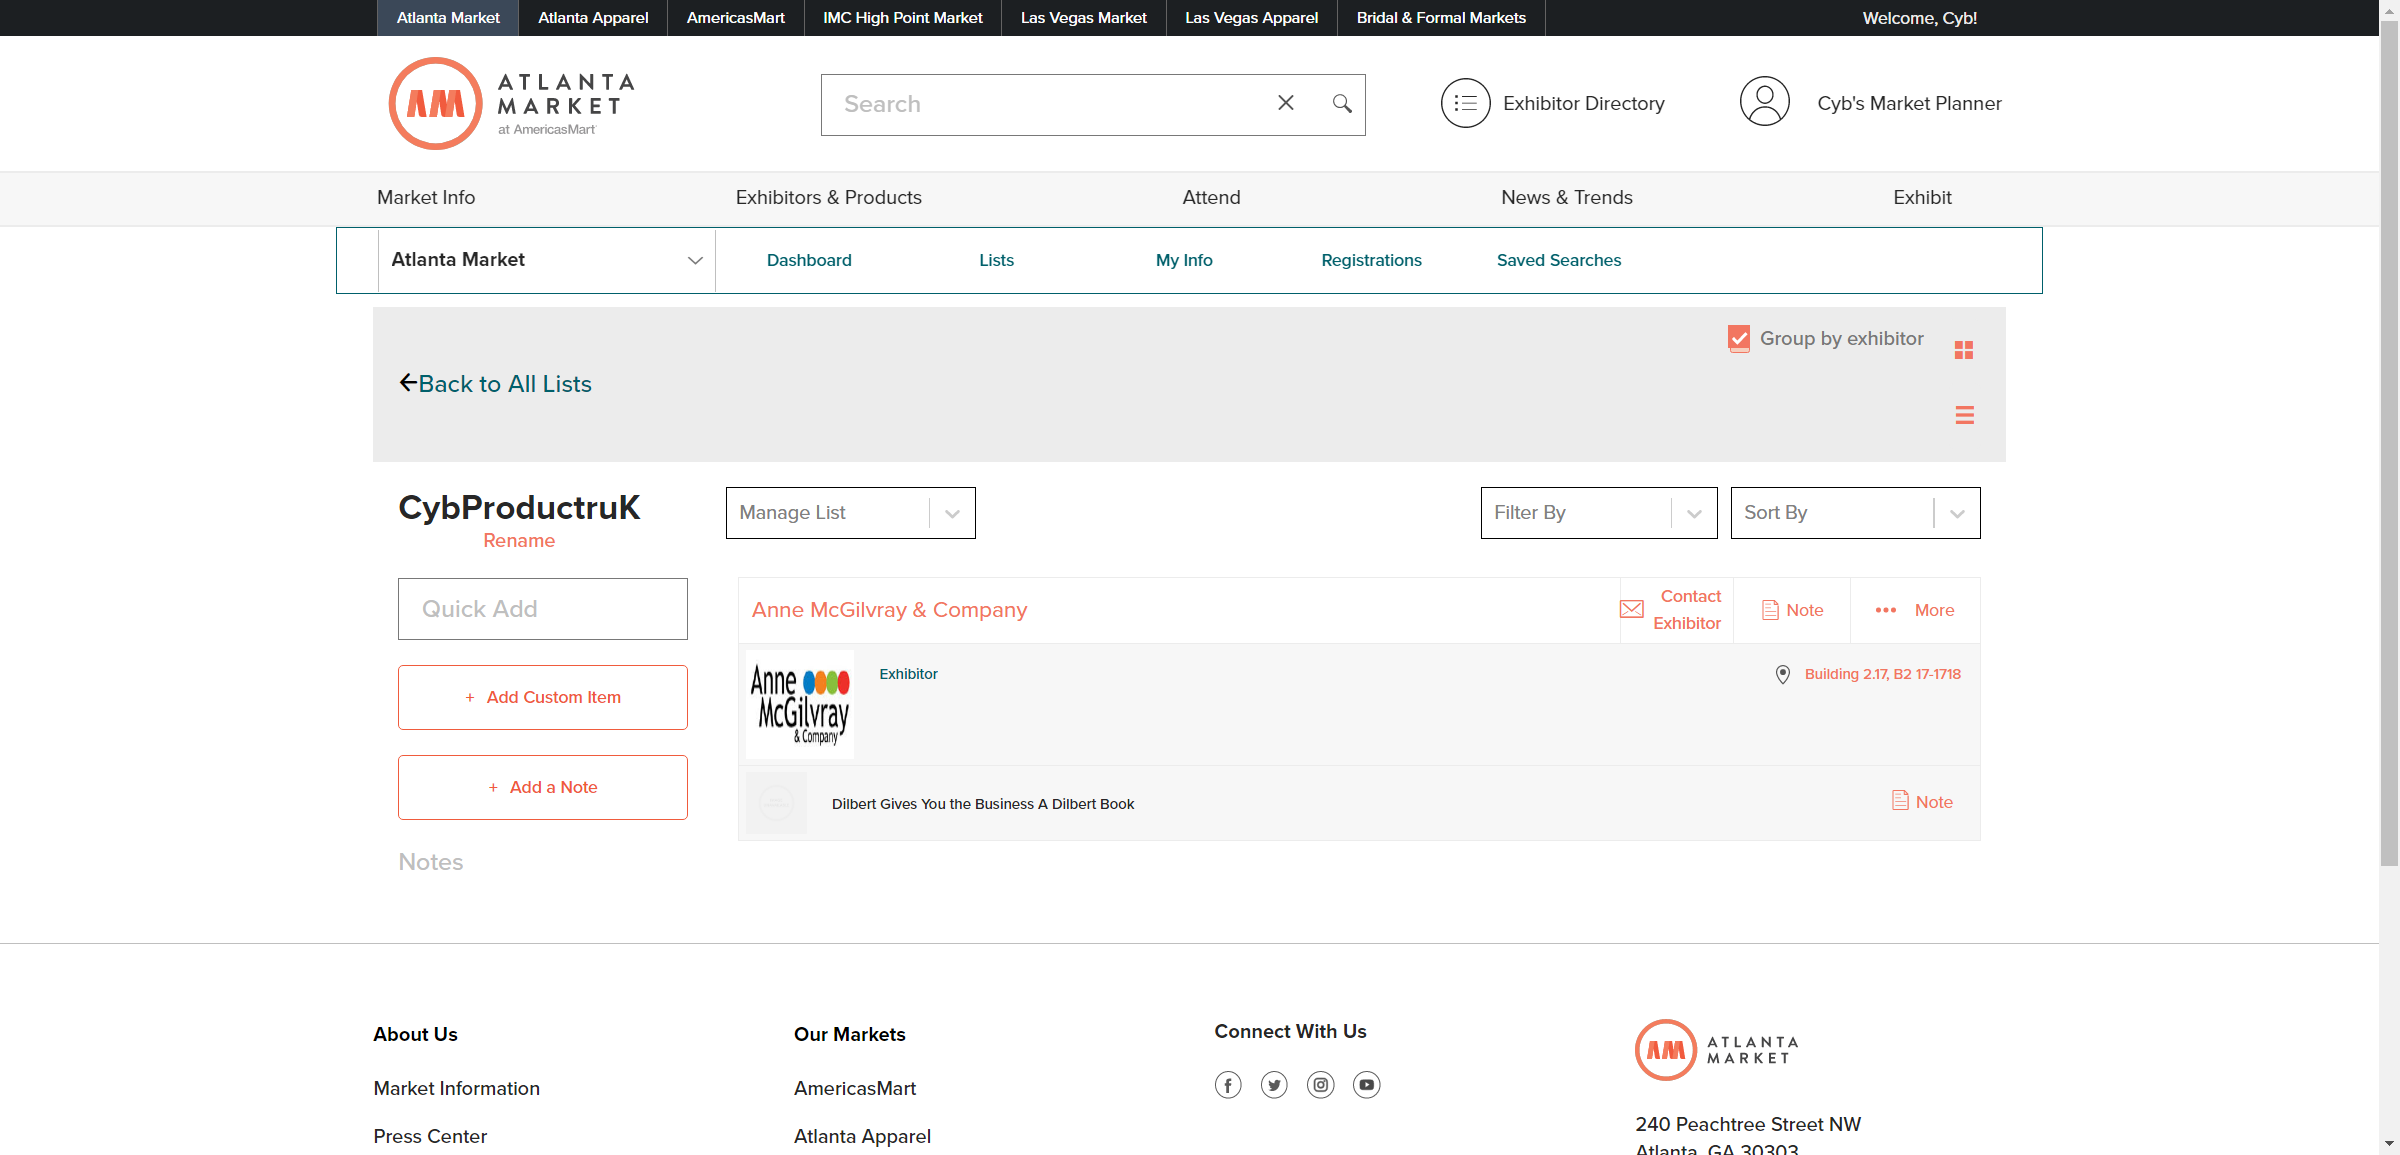 Atlanta Market Atlanta Apparel AmericasMart IMC High Point Market Las Vegas Market Las Vegas Apparel Bridal & Formal Markets Welcome, Cyb!
ATLANTA
MARKET
at AmericasMart
Search
Exhibitor Directory
Cyb's Market Planner
Market Info Exhibitors & Products Attend News & Trends Exhibit
Atlanta Market Dashboard Lists My Info Registrations Saved Searches
Group by exhibitor
Back to All Lists
CybProductruK
Rename
Manage List
Filter By
Sort By
Quick Add
+ Add Custom Item
+ Add a Note
Notes
Anne McGilvray & Company
Contact
Exhibitor
Note
More
Anne
McGilvray
& Company
Exhibitor
Building 2.17, B2 17-1718
Dilbert Gives You the Business A Dilbert Book
Note
About Us
Market Information
Press Center
Our Markets
AmericasMart
Atlanta Apparel
Connect With Us
ATLANTA
MARKET
240 Peachtree Street NW
Atlanta, GA 30303